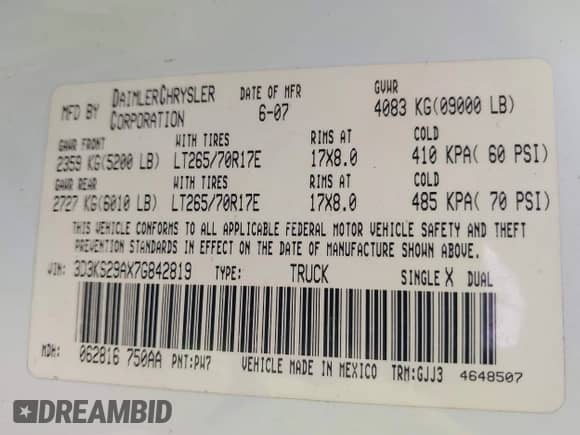 MFD BY DAIMLERCHRYSLER CORPORATION DATE OF MFR 6-07 GVWR 4083 KG(09000 LB)
GAWR FRONT WITH TIRES RIMS AT COLD
2359 KG(5200 LB) LT265/70R17E 17X8.0 410 KPA( 60 PSI)
GAWR REAR WITH TIRES RIMS AT COLD
2727 KG(6010 LB) LT265/70R17E 17X8.0 485 KPA( 70 PSI)
THIS VEHICLE CONFORMS TO ALL APPLICABLE FEDERAL MOTOR VEHICLE SAFETY AND THEFT
PREVENTION STANDARDS IN EFFECT ON THE DATE OF MANUFACTURE SHOWN ABOVE.
VIN: 3D3KS29AX7G842819 TYPE: TRUCK SINGLE X DUAL
MDH: 062816 750AA PNT:PW7 VEHICLE MADE IN MEXICO TRM:GJJ3 4648507
DREAMBID